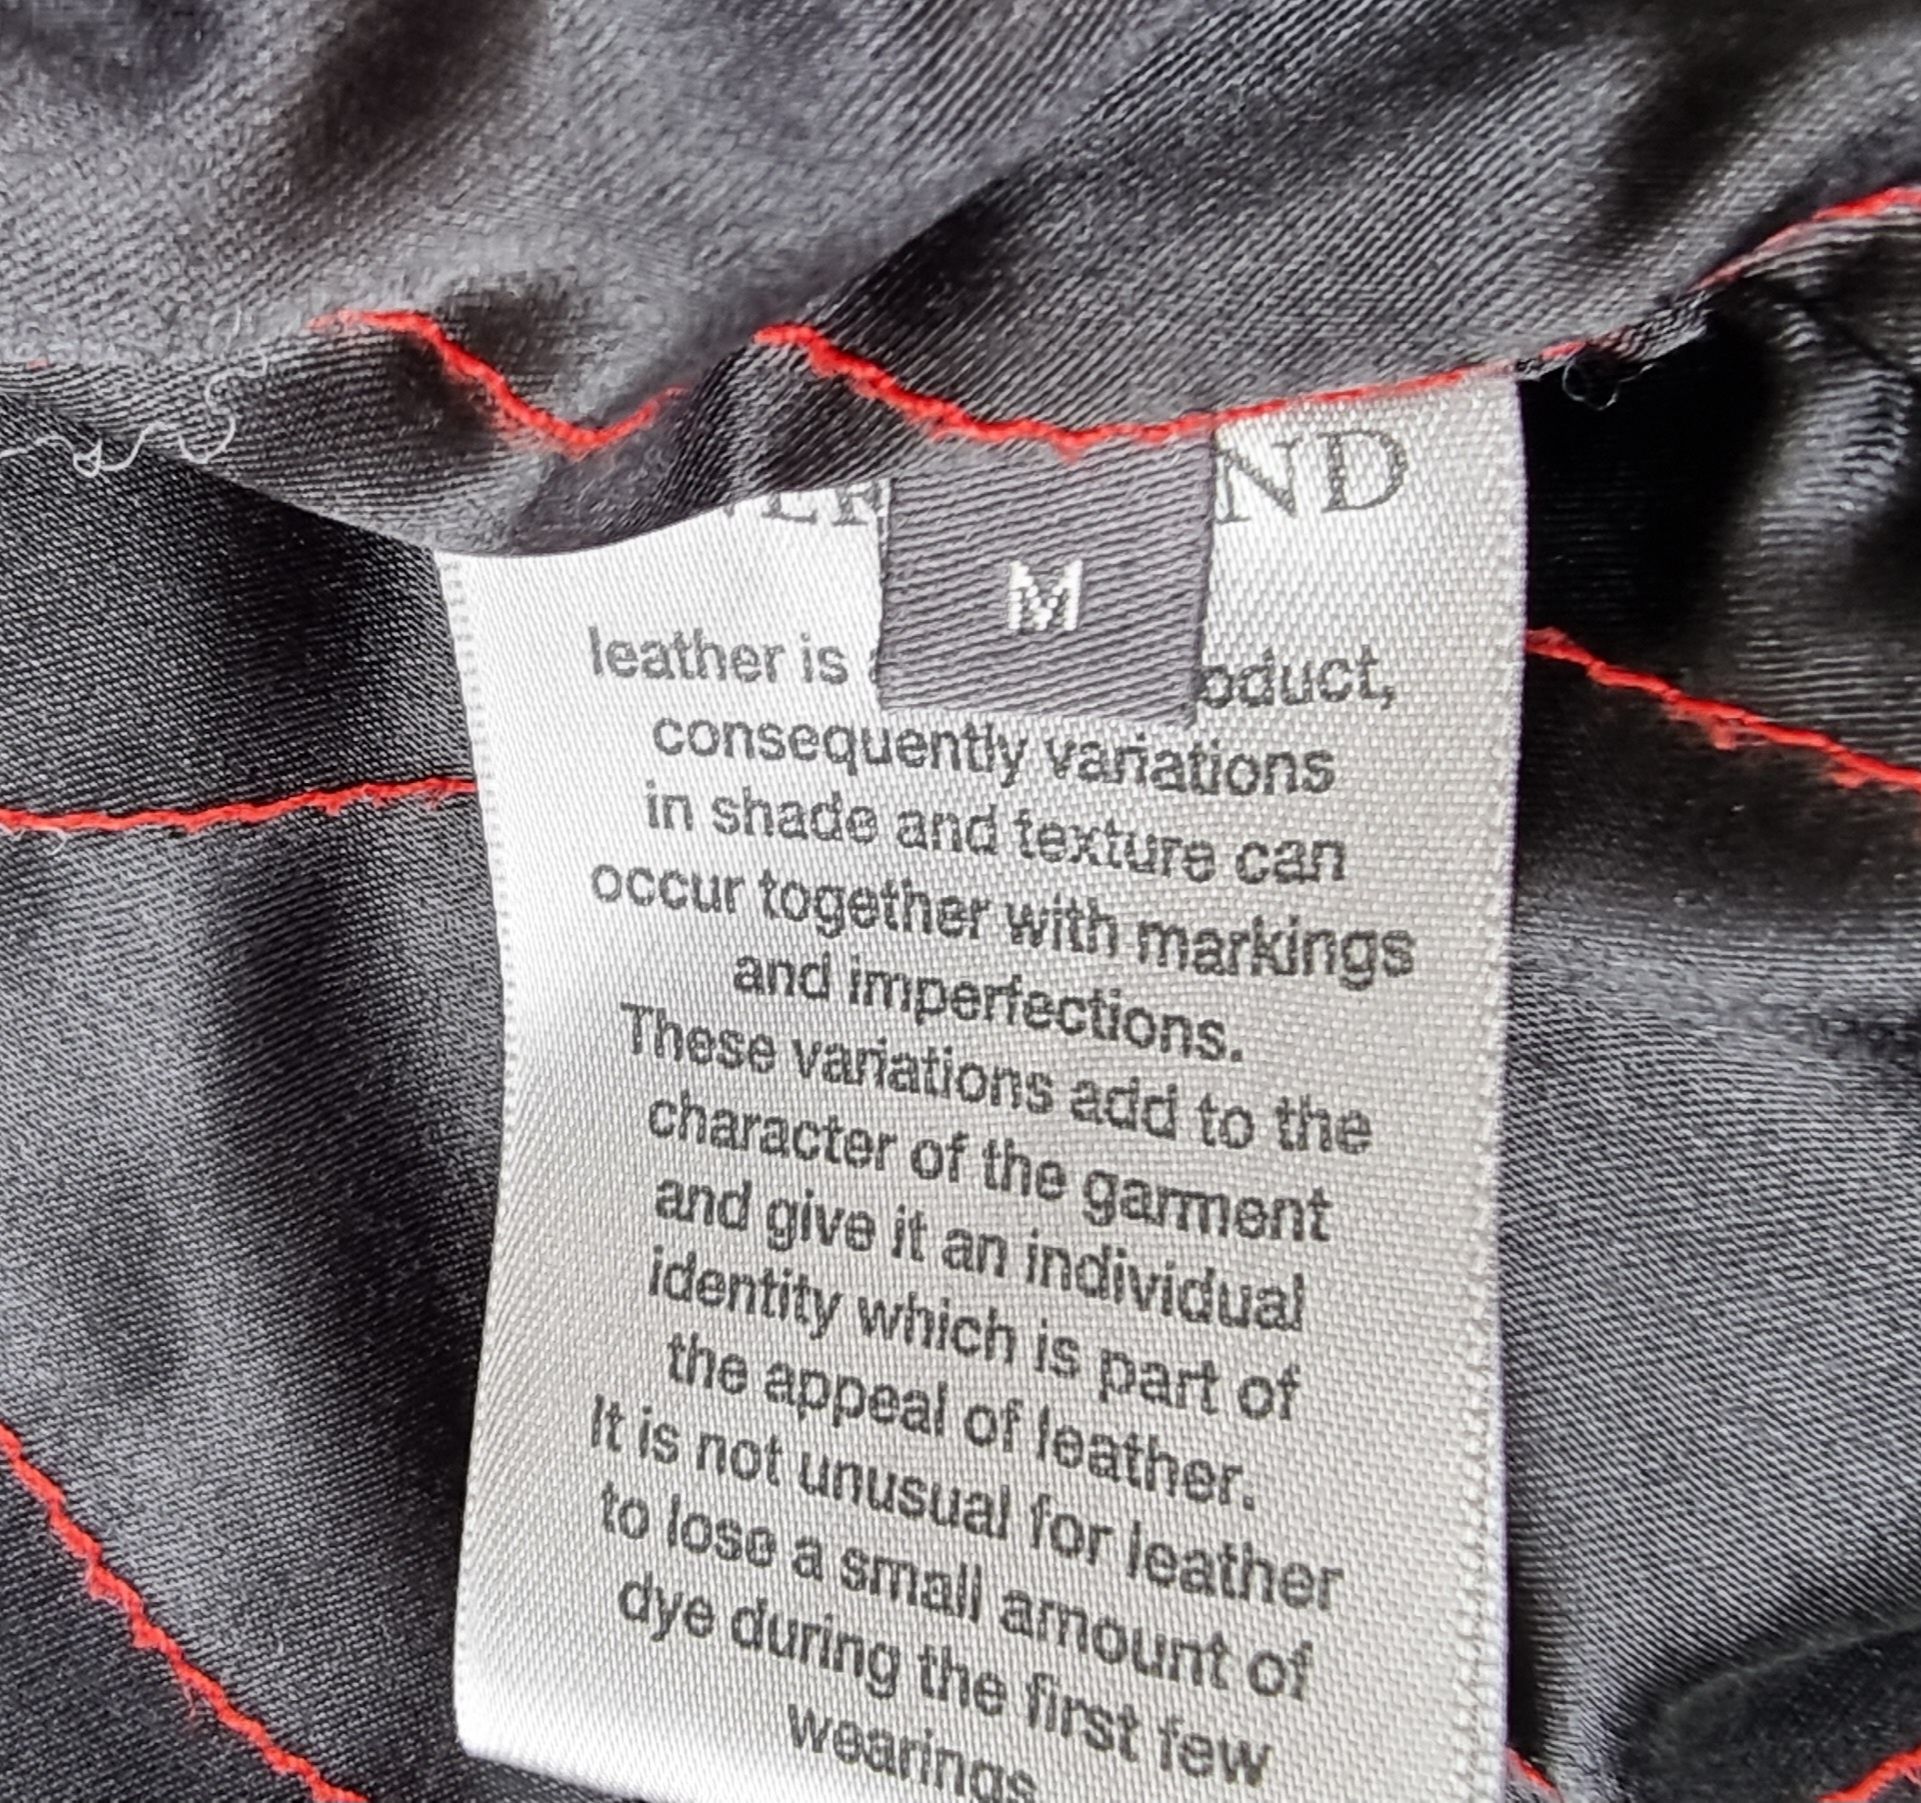 M
leather is
consequently variations
in shade and texture can
occur together with markings
and imperfections.
These variations add to the
character of the garment
and give it an individual
identity which is part of
the appeal of leather.
It is not unusual for leather
to lose a small amount of
dye during the first few
wearings